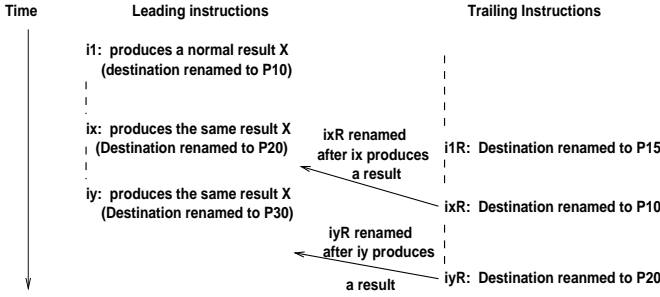 Time
Leading instructions
Trailing Instructions
i1: produces a normal result X
(destination renamed to P10)
ix: produces the same result X
(Destination renamed to P20)
ixR renamed
after ix produces
a result
i1R: Destination renamed to P15
iy: produces the same result X
(Destination renamed to P30)
ixR: Destination renamed to P10
iyR renamed
after iy produces
a result
iyR: Destination reanmed to P20